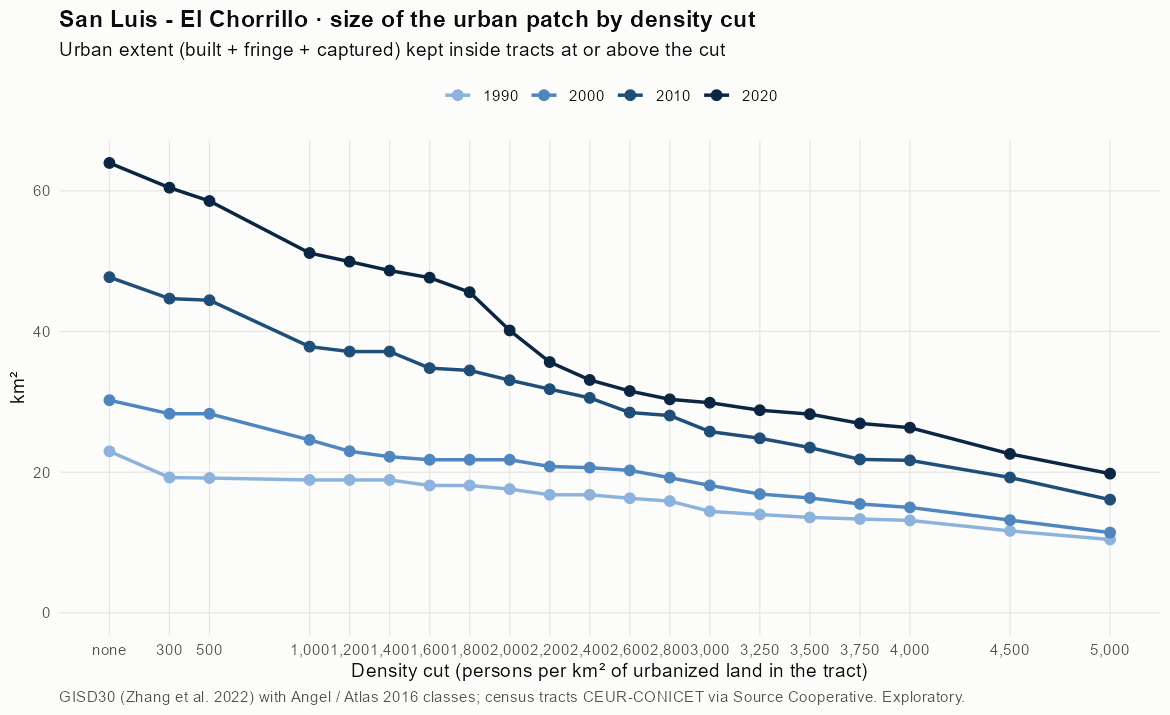 San Luis - El Chorrillo · size of the urban patch by density cut
Urban extent (built + fringe + captured) kept inside tracts at or above the cut
1990 2000 2010 2020
60
40
20
0
km²
none 300 500 1,000 1,200 1,400 1,600 1,800 2,000 2,200 2,400 2,600 2,800 3,000 3,250 3,500 3,750 4,000 4,500 5,000
Density cut (persons per km² of urbanized land in the tract)
GISD30 (Zhang et al. 2022) with Angel / Atlas 2016 classes; census tracts CEUR-CONICET via Source Cooperative. Exploratory.